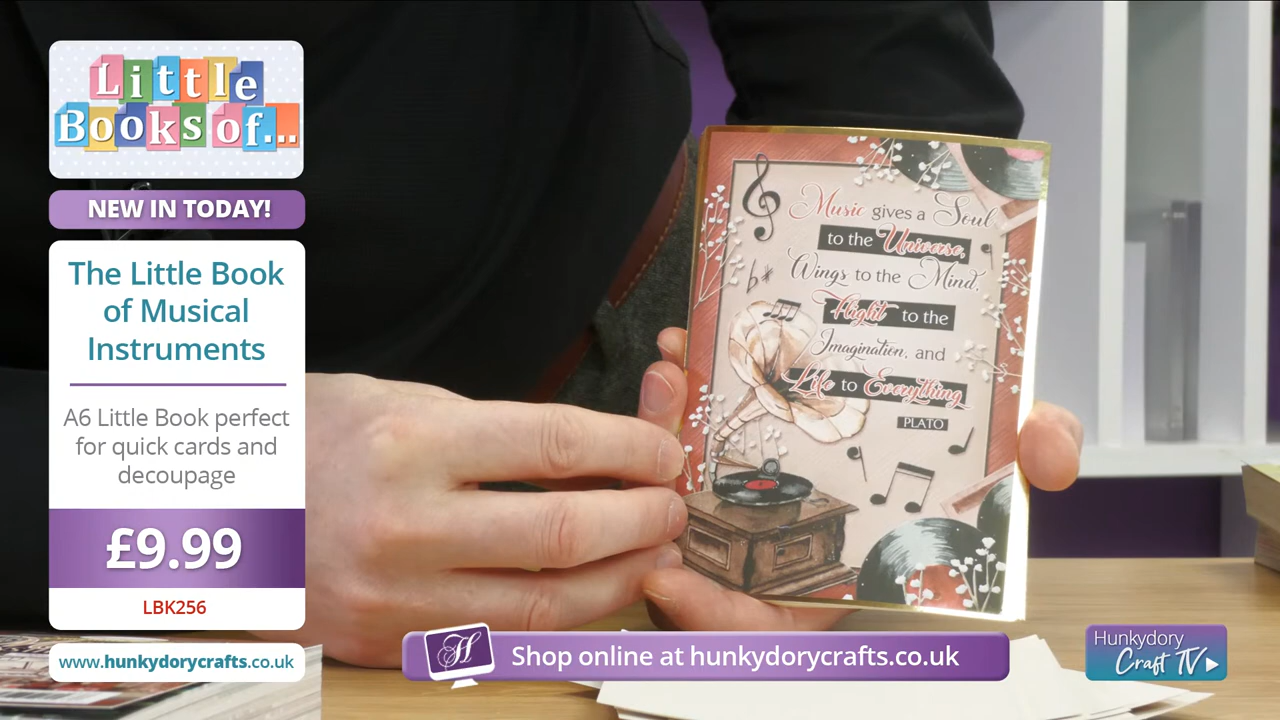 Little
Books of...
NEW IN TODAY!
The Little Book
of Musical
Instruments
A6 Little Book perfect
for quick cards and
decoupage
£9.99
LBK256
www.hunkydorycrafts.co.uk
Music gives a Soul
to the Universe,
Wings to the Mind,
Flight to the
Imagination, and
Life to Everything
PLATO
H
Shop online at hunkydorycrafts.co.uk
Hunkydory
Craft TV